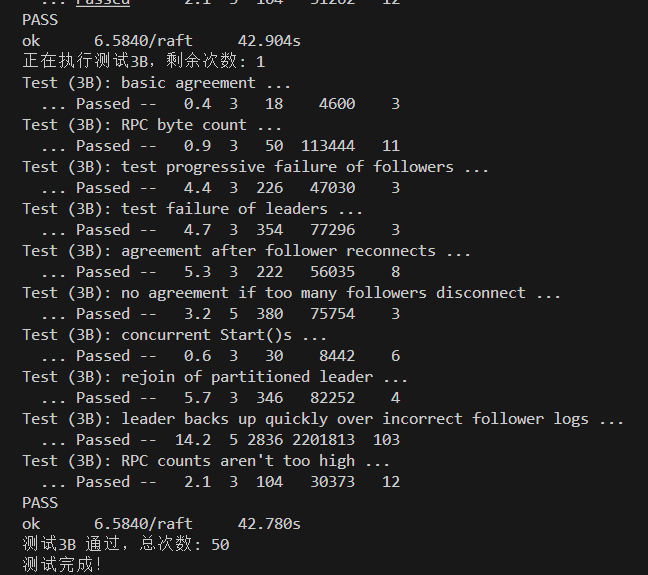 ... Passed -- 2.1 3 104 31262 12
PASS
ok 6.5840/raft 42.904s
正在执行测试3B，剩余次数: 1
Test (3B): basic agreement ...
... Passed -- 0.4 3 18 4600 3
Test (3B): RPC byte count ...
... Passed -- 0.9 3 50 113444 11
Test (3B): test progressive failure of followers ...
... Passed -- 4.4 3 226 47030 3
Test (3B): test failure of leaders ...
... Passed -- 4.7 3 354 77296 3
Test (3B): agreement after follower reconnects ...
... Passed -- 5.3 3 222 56035 8
Test (3B): no agreement if too many followers disconnect ...
... Passed -- 3.2 5 380 75754 3
Test (3B): concurrent Start()s ...
... Passed -- 0.6 3 30 8442 6
Test (3B): rejoin of partitioned leader ...
... Passed -- 5.7 3 346 82252 4
Test (3B): leader backs up quickly over incorrect follower logs ...
... Passed -- 14.2 5 2836 2201813 103
Test (3B): RPC counts aren't too high ...
... Passed -- 2.1 3 104 30373 12
PASS
ok 6.5840/raft 42.780s
测试3B 通过，总次数: 50
测试完成!